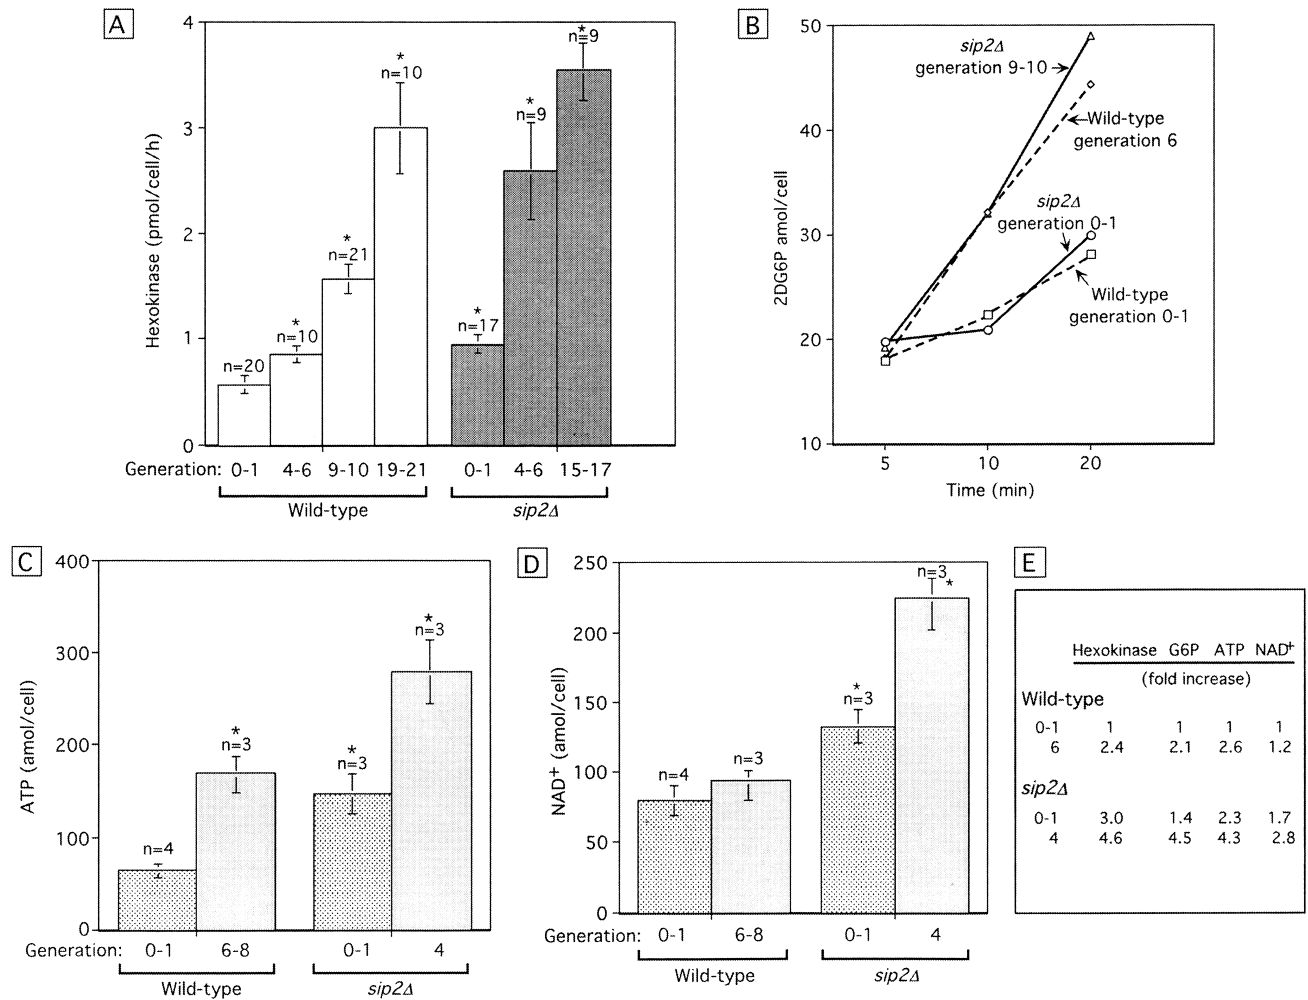 A
Hexokinase (pmol/cell/h)
4
3
2
1
0
n=20
*
n=10
*
n=21
*
n=10
*
n=17
*
n=9
*
n=9
Generation: 0-1 4-6 9-10 19-21 0-1 4-6 15-17
Wild-type sip2Δ
B
2DG6P amol/cell
50
40
30
20
10
sip2Δ
generation 9-10
Wild-type
generation 6
sip2Δ
generation 0-1
Wild-type
generation 0-1
5 10 20
Time (min)
C
ATP (amol/cell)
400
300
200
100
0
n=4
*
n=3
*
n=3
*
n=3
Generation: 0-1 6-8 0-1 4
Wild-type sip2Δ
D
NAD+ (amol/cell)
250
200
150
100
50
0
n=4
n=3
*
n=3
n=3
*
Generation: 0-1 6-8 0-1 4
Wild-type sip2Δ
E
Hexokinase G6P ATP NAD+
(fold increase)
Wild-type
0-1 1 1 1 1
6 2.4 2.1 2.6 1.2
sip2Δ
0-1 3.0 1.4 2.3 1.7
4 4.6 4.5 4.3 2.8